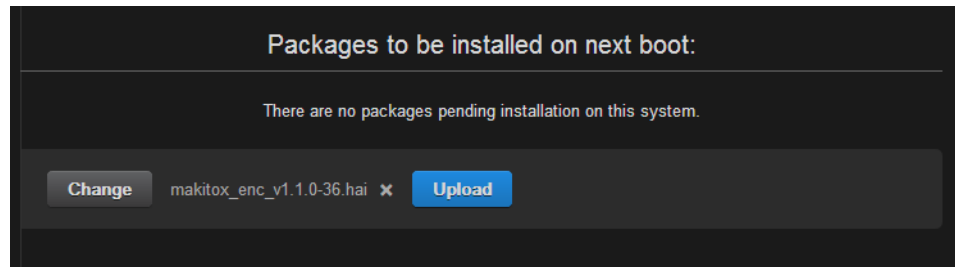 Packages to be installed on next boot:
There are no packages pending installation on this system.
Change makitox_enc_v1.1.0-36.hai × Upload